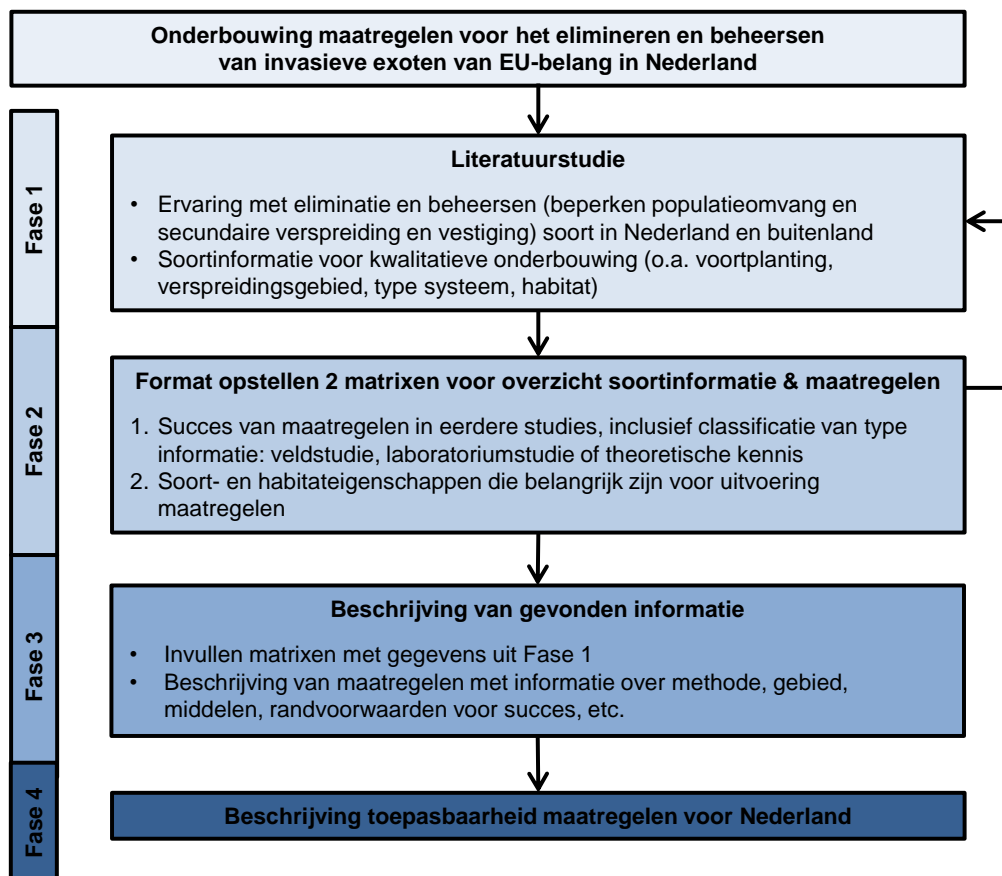 Onderbouwing maatregelen voor het elimineren en beheersen
van invasieve exoten van EU-belang in Nederland
Fase 1
Literatuurstudie
• Ervaring met eliminatie en beheersen (beperken populatieomvang en
secundaire verspreiding en vestiging) soort in Nederland en buitenland
• Soortinformatie voor kwalitatieve onderbouwing (o.a. voortplanting,
verspreidingsgebied, type systeem, habitat)
Fase 2
Format opstellen 2 matrixen voor overzicht soortinformatie & maatregelen
1. Succes van maatregelen in eerdere studies, inclusief classificatie van type
informatie: veldstudie, laboratoriumstudie of theoretische kennis
2. Soort- en habitateigenschappen die belangrijk zijn voor uitvoering
maatregelen
Fase 3
Beschrijving van gevonden informatie
• Invullen matrixen met gegevens uit Fase 1
• Beschrijving van maatregelen met informatie over methode, gebied,
middelen, randvoorwaarden voor succes, etc.
Fase 4
Beschrijving toepasbaarheid maatregelen voor Nederland